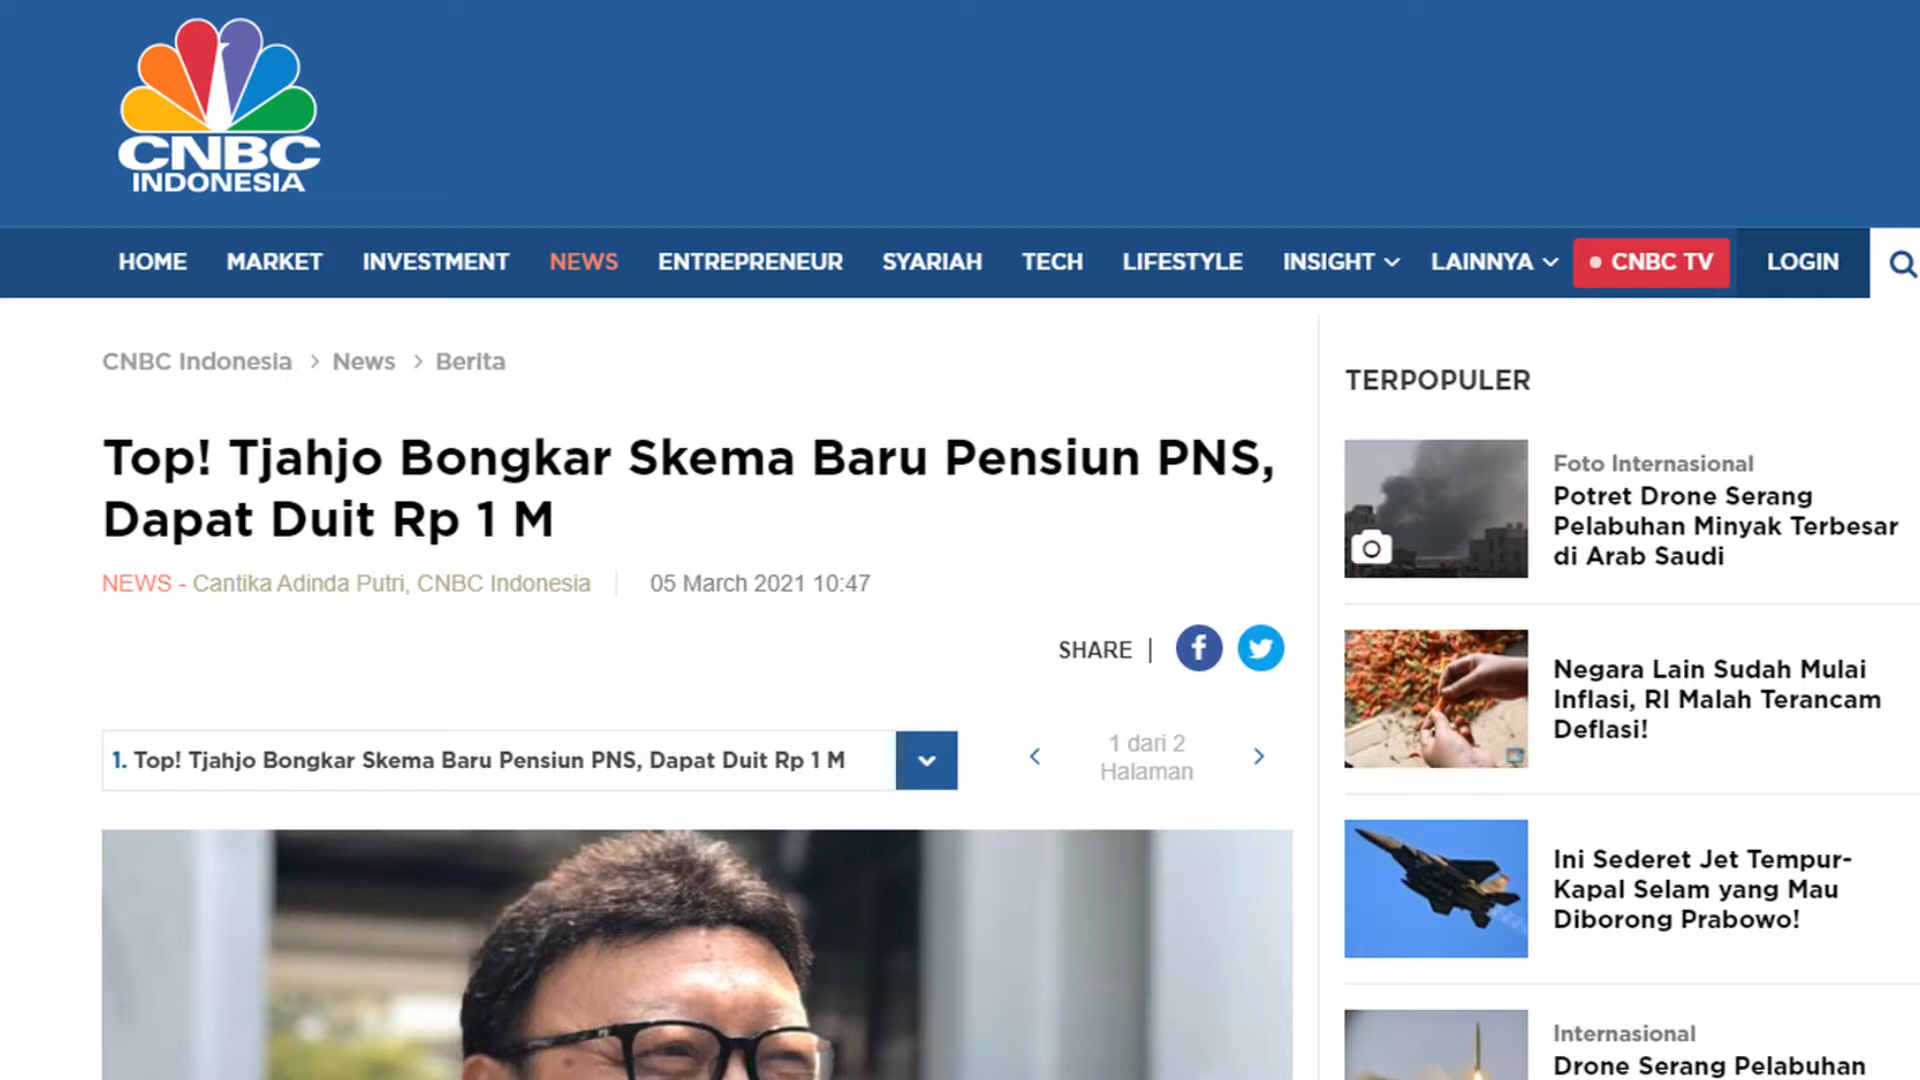 CNBC
INDONESIA
HOME MARKET INVESTMENT NEWS ENTREPRENEUR SYARIAH TECH LIFESTYLE INSIGHT LAINNYA CNBC TV LOGIN
CNBC Indonesia > News > Berita
Top! Tjahjo Bongkar Skema Baru Pensiun PNS,
Dapat Duit Rp 1 M
NEWS - Cantika Adinda Putri, CNBC Indonesia 05 March 2021 10:47
SHARE |
1. Top! Tjahjo Bongkar Skema Baru Pensiun PNS, Dapat Duit Rp 1 M
1 dari 2
Halaman
TERPOPULER
Foto Internasional
Potret Drone Serang
Pelabuhan Minyak Terbesar
di Arab Saudi
Negara Lain Sudah Mulai
Inflasi, RI Malah Terancam
Deflasi!
Ini Sederet Jet Tempur-
Kapal Selam yang Mau
Diborong Prabowo!
Internasional
Drone Serang Pelabuhan